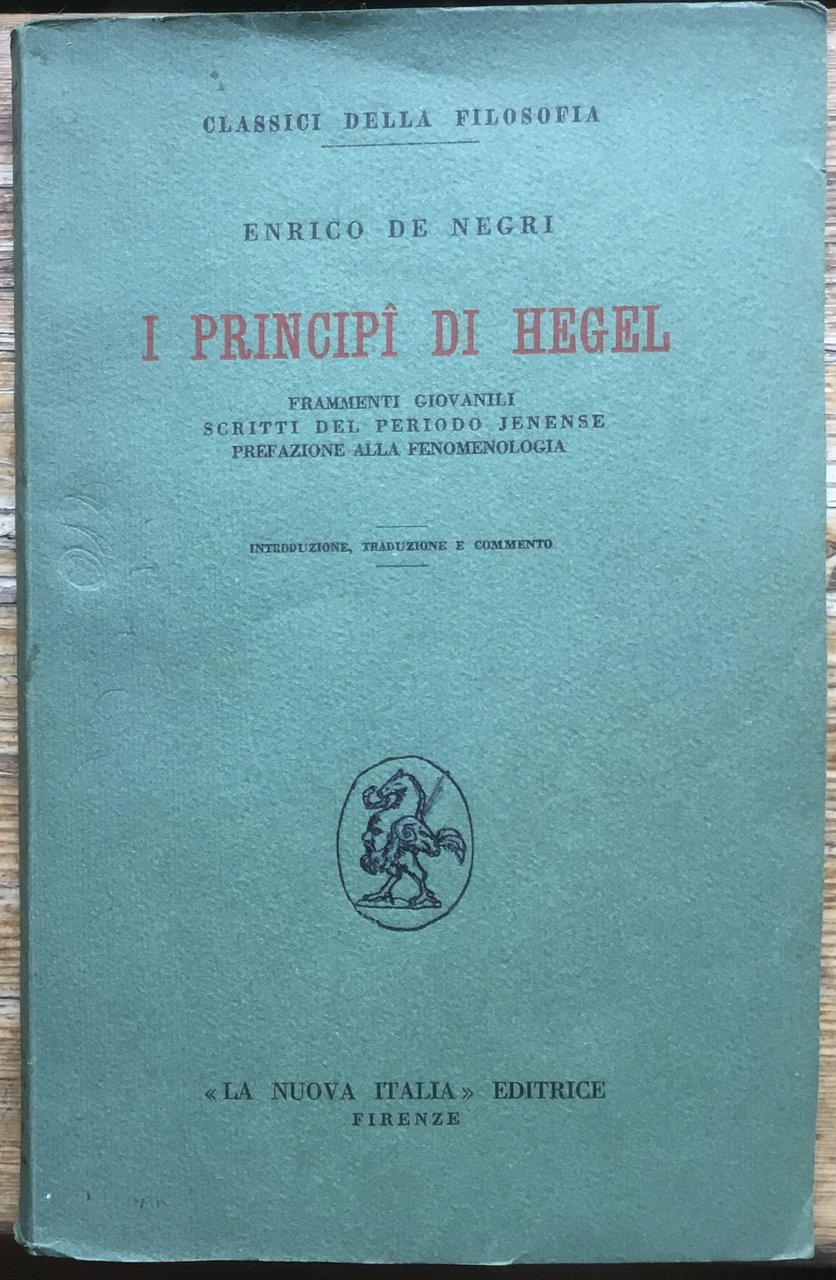 CLASSICI DELLA FILOSOFIA
ENRICO DE NEGRI
I PRINCIPÎ DI HEGEL
FRAMMENTI GIOVANILI
SCRITTI DEL PERIODO JENENSE
PREFAZIONE ALLA FENOMENOLOGIA
INTRODUZIONE, TRADUZIONE E COMMENTO
«LA NUOVA ITALIA» EDITRICE
FIRENZE